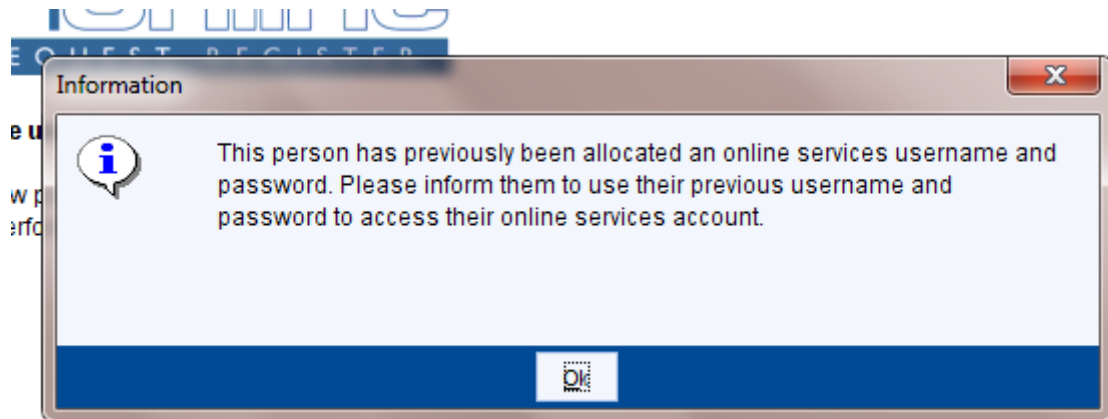 E Q U E S T   R E G I S T E R
Information
e u
This person has previously been allocated an online services username and
password. Please inform them to use their previous username and
w p
password to access their online services account.
erfo
Ok